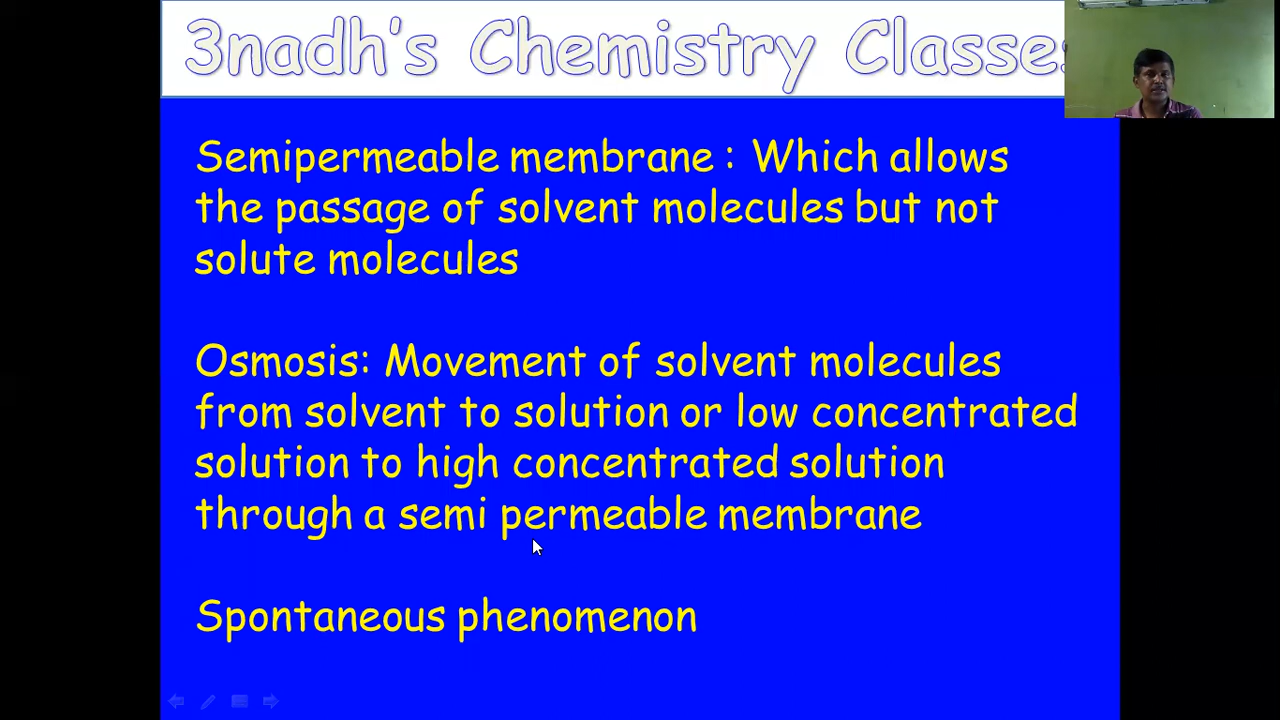 3nadh's Chemistry Classes
Semipermeable membrane : Which allows
the passage of solvent molecules but not
solute molecules
Osmosis: Movement of solvent molecules
from solvent to solution or low concentrated
solution to high concentrated solution
through a semi permeable membrane
Spontaneous phenomenon